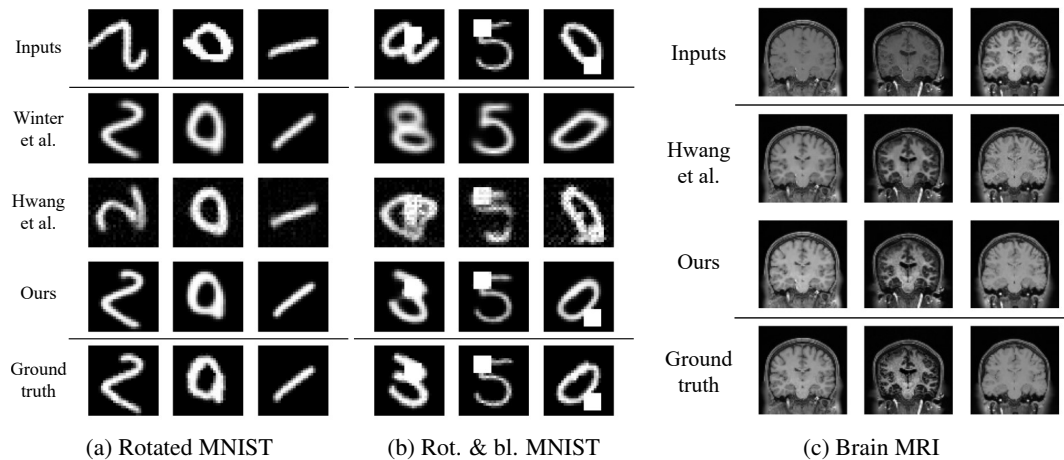 Inputs
Winter
et al.
Hwang
et al.
Ours
Ground
truth
(a) Rotated MNIST
(b) Rot. & bl. MNIST
Inputs
Hwang
et al.
Ours
Ground
truth
(c) Brain MRI